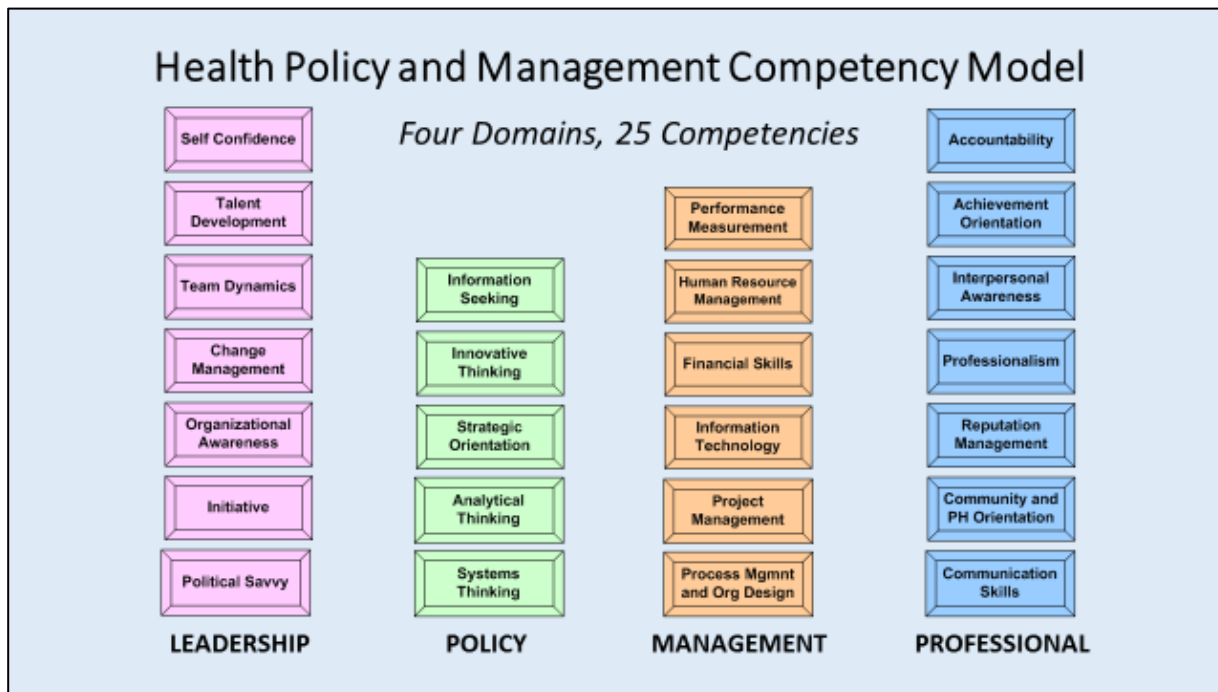 Health Policy and Management Competency Model
Four Domains, 25 Competencies
Self Confidence
Talent
Development
Team Dynamics
Change
Management
Organizational
Awareness
Initiative
Political Savvy
LEADERSHIP
Information
Seeking
Innovative
Thinking
Strategic
Orientation
Analytical
Thinking
Systems
Thinking
POLICY
Performance
Measurement
Human Resource
Management
Financial Skills
Information
Technology
Project
Management
Process Mgmnt
and Org Design
MANAGEMENT
Accountability
Achievement
Orientation
Interpersonal
Awareness
Professionalism
Reputation
Management
Community and
PH Orientation
Communication
Skills
PROFESSIONAL